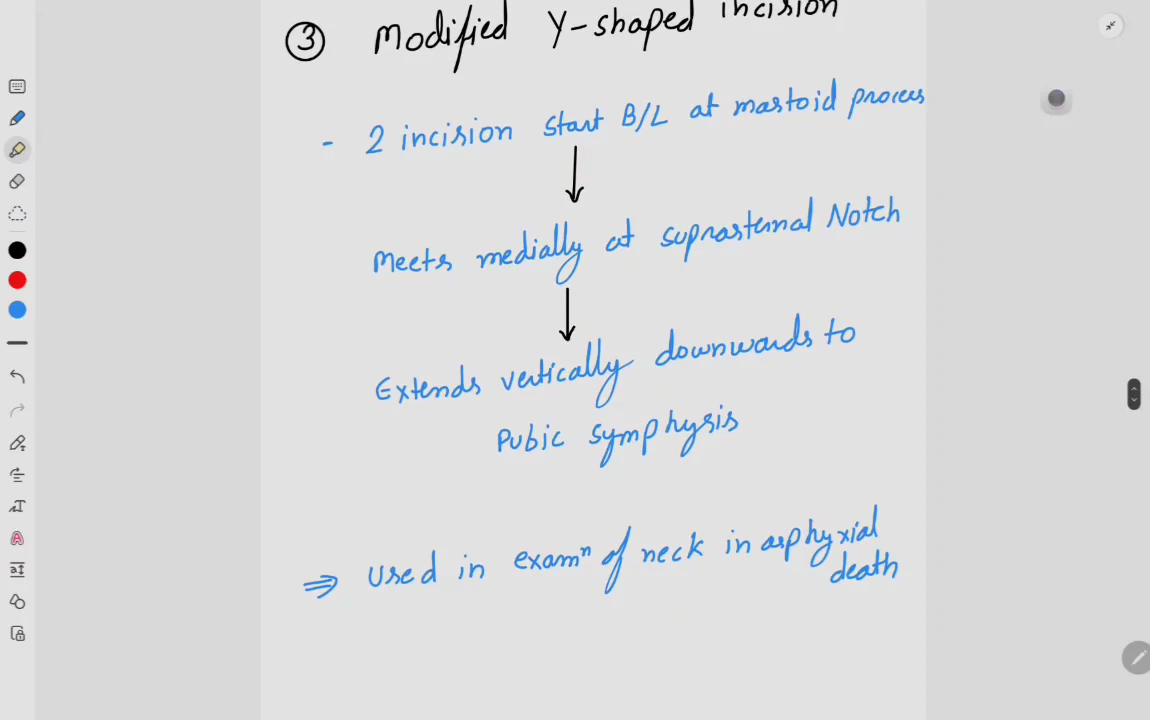 ③ Modified Y-shaped incision
- 2 incision start B/L at mastoid process
↓
Meets medially at suprasternal Notch
↓
Extends vertically downwards to
Pubic symphysis
⇒ Used in examⁿ of neck in asphyxial
death